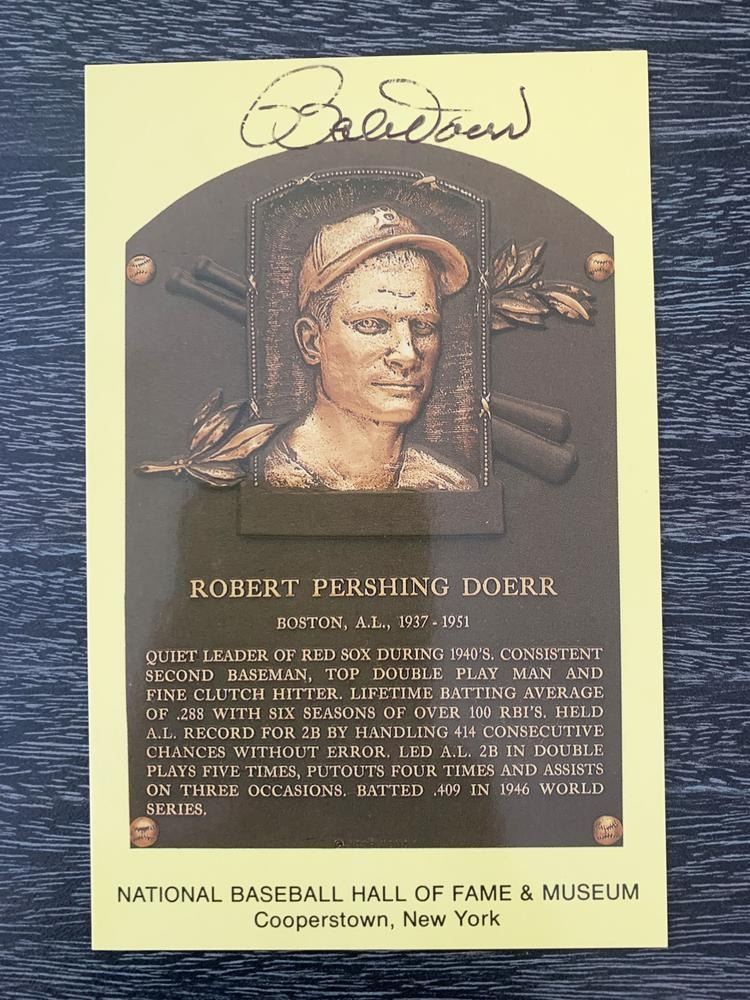 Bob Doerr
B
ROBERT PERSHING DOERR
BOSTON, A.L., 1937 - 1951
QUIET LEADER OF RED SOX DURING 1940'S. CONSISTENT
SECOND BASEMAN, TOP DOUBLE PLAY MAN AND
FINE CLUTCH HITTER. LIFETIME BATTING AVERAGE
OF .288 WITH SIX SEASONS OF OVER 100 RBI'S. HELD
A.L. RECORD FOR 2B BY HANDLING 414 CONSECUTIVE
CHANCES WITHOUT ERROR. LED A.L. 2B IN DOUBLE
PLAYS FIVE TIMES, PUTOUTS FOUR TIMES AND ASSISTS
ON THREE OCCASIONS. BATTED .409 IN 1946 WORLD
SERIES.
NATIONAL BASEBALL HALL OF FAME & MUSEUM
Cooperstown, New York